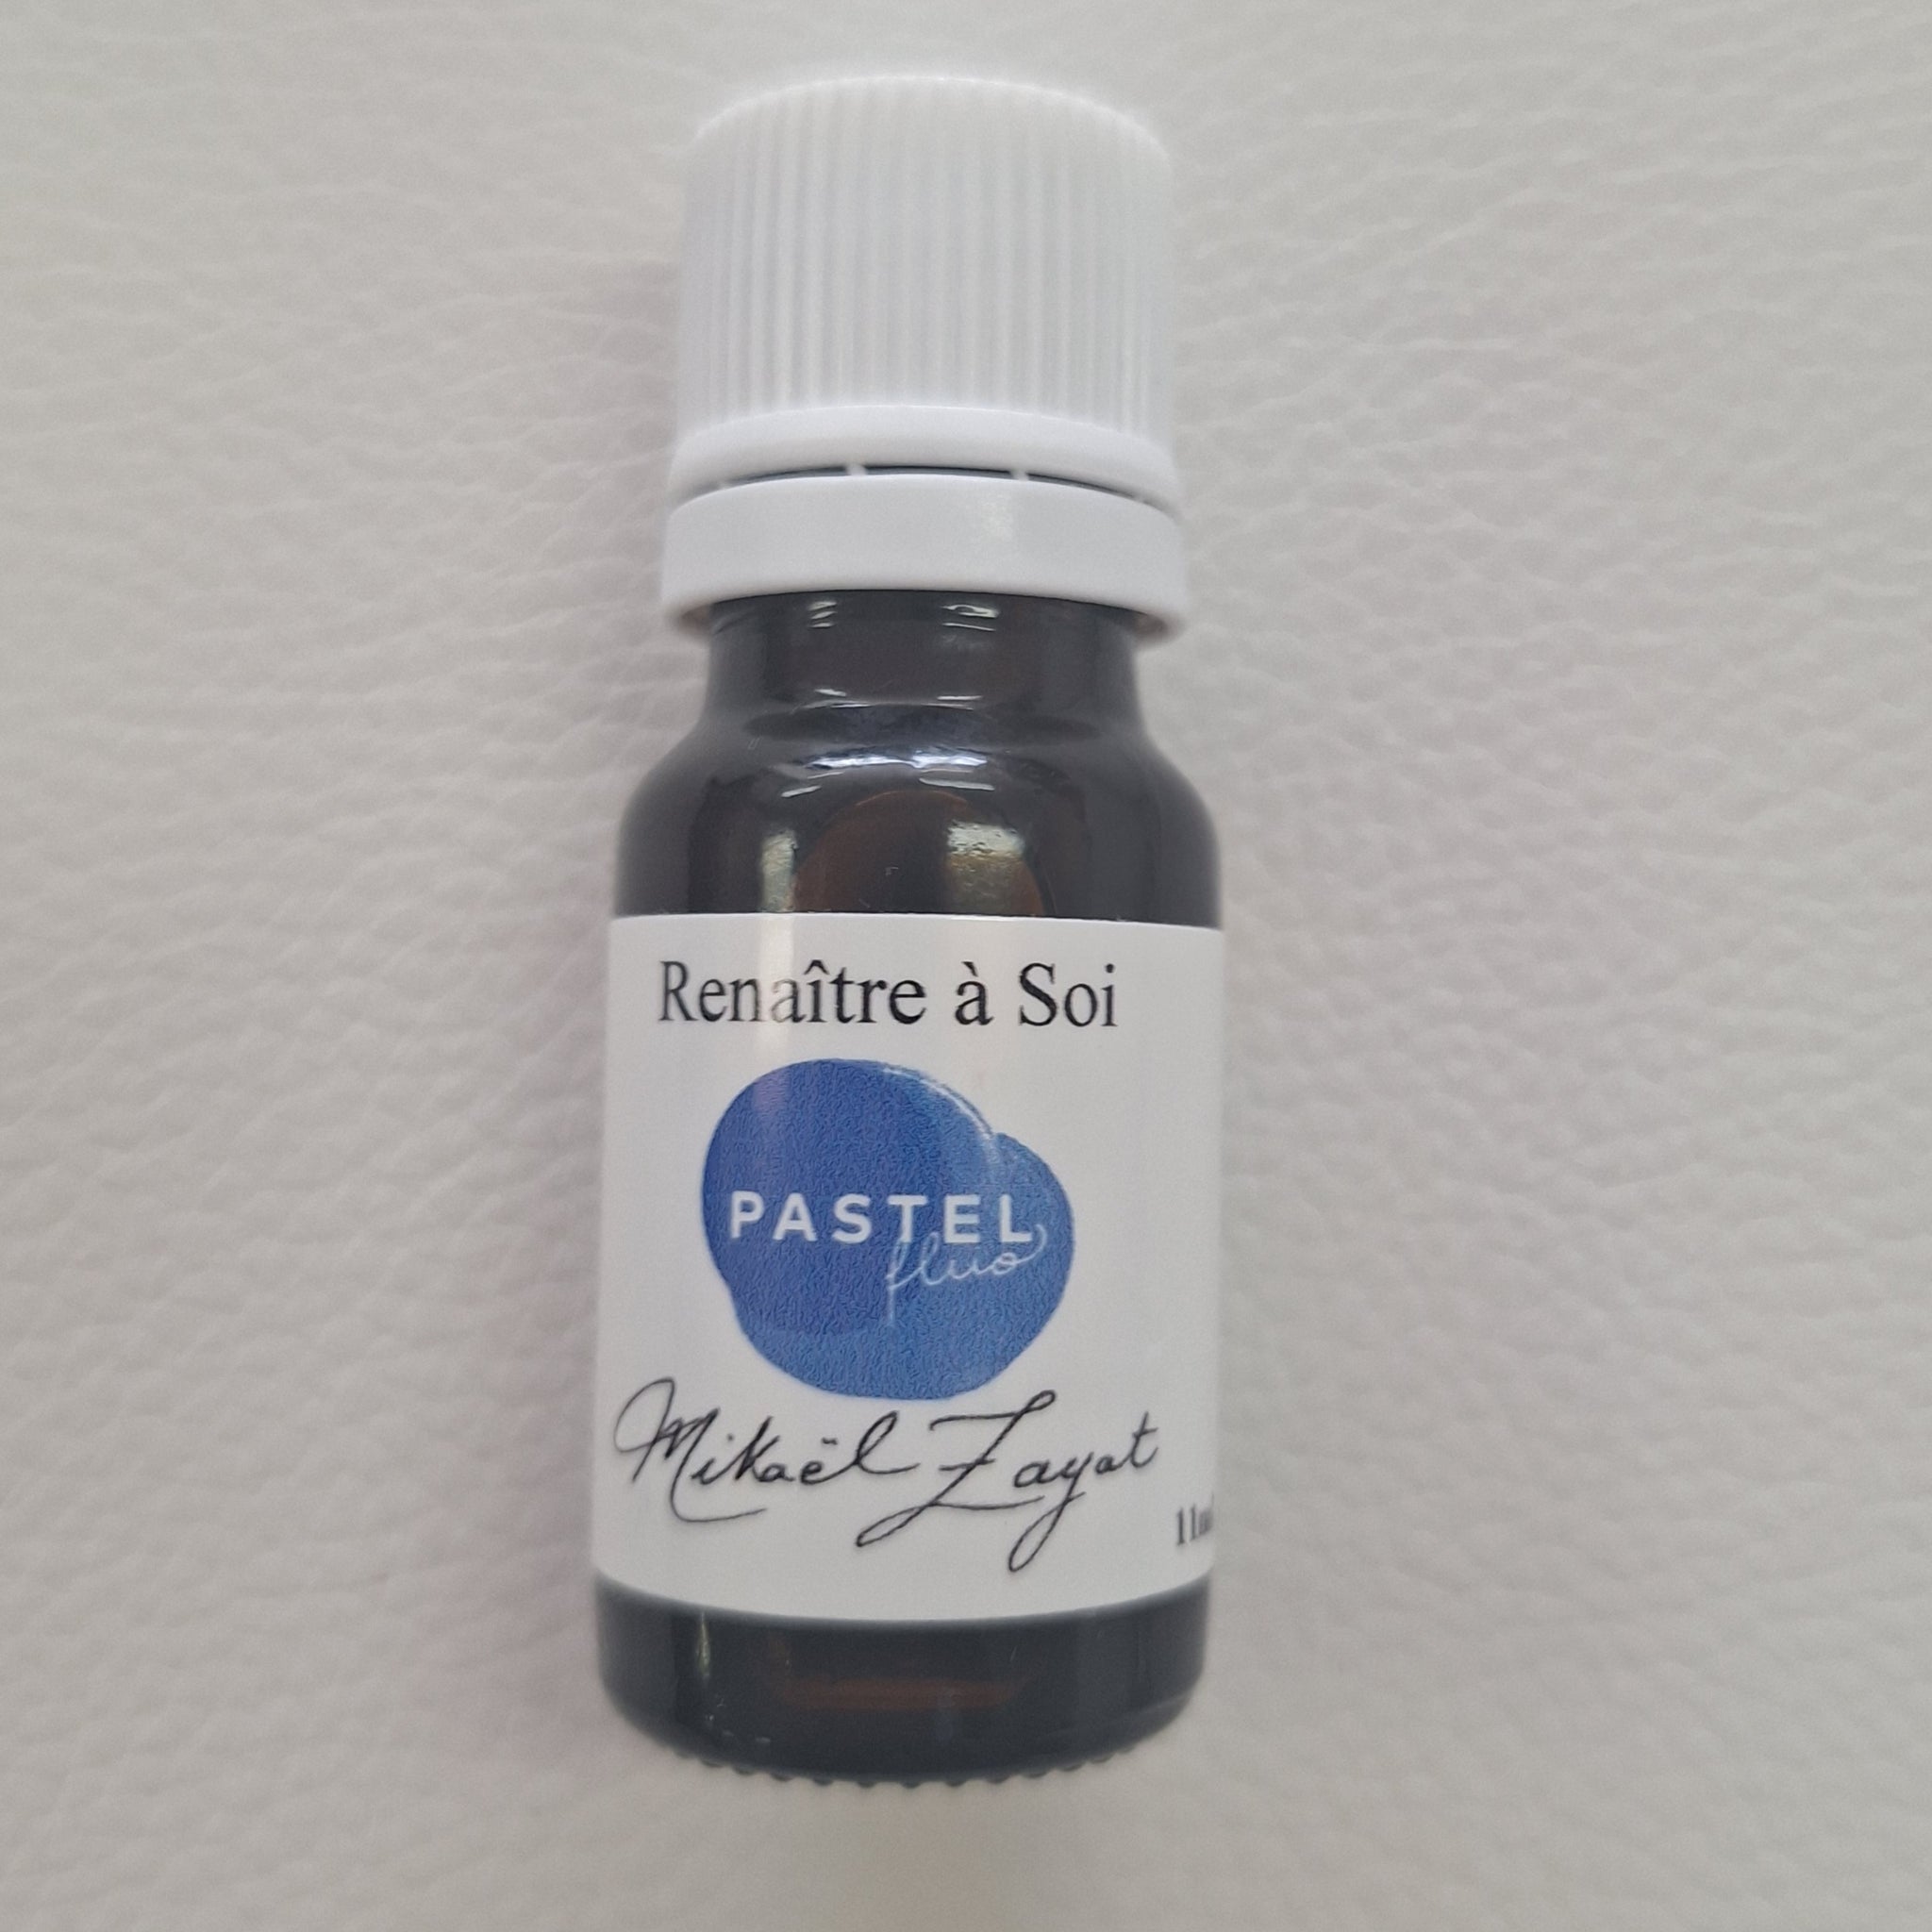 Renaître à Soi
PASTEL
fluo
Mikaël Zayat